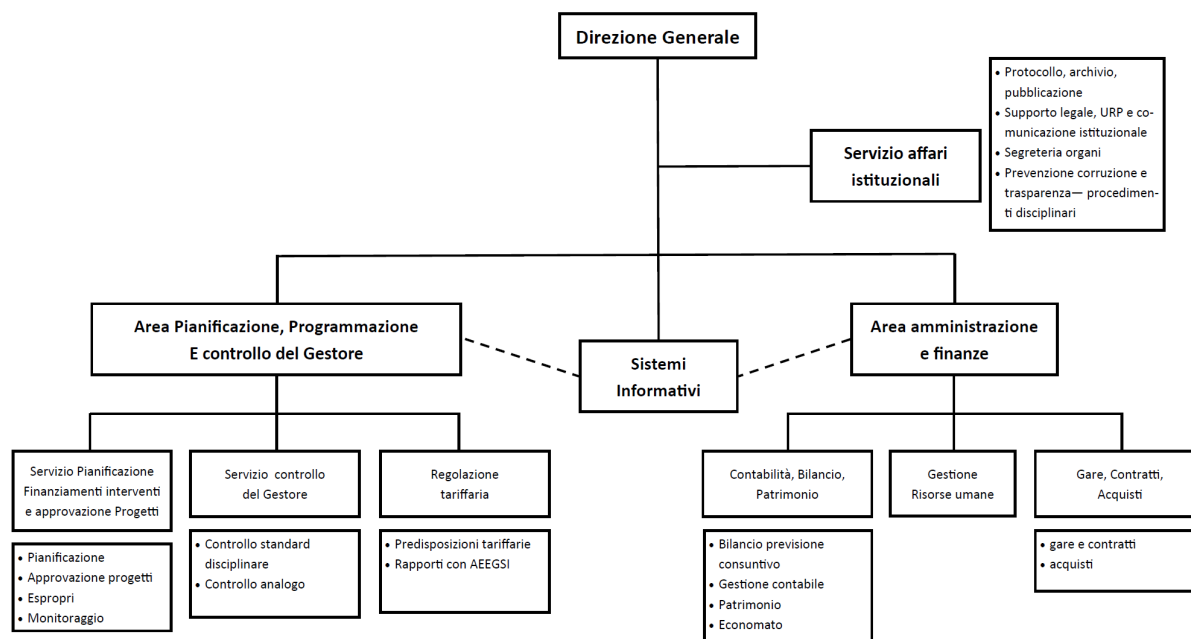 Direzione Generale
• Protocollo, archivio,
pubblicazione
• Supporto legale, URP e co-
municazione istituzionale
• Segreteria organi
• Prevenzione corruzione e
trasparenza— procedimen-
ti disciplinari
Servizio affari
istituzionali
Area Pianificazione, Programmazione
E controllo del Gestore
Sistemi
Informativi
Area amministrazione
e finanze
Servizio Pianificazione
Finanziamenti interventi
e approvazione Progetti
Servizio controllo
del Gestore
Regolazione
tariffaria
Contabilità, Bilancio,
Patrimonio
Gestione
Risorse umane
Gare, Contratti,
Acquisti
• Pianificazione
• Approvazione progetti
• Espropri
• Monitoraggio
• Controllo standard
disciplinare
• Controllo analogo
• Predisposizioni tariffarie
• Rapporti con AEEGSI
• Bilancio previsione
consuntivo
• Gestione contabile
• Patrimonio
• Economato
• gare e contratti
• acquisti